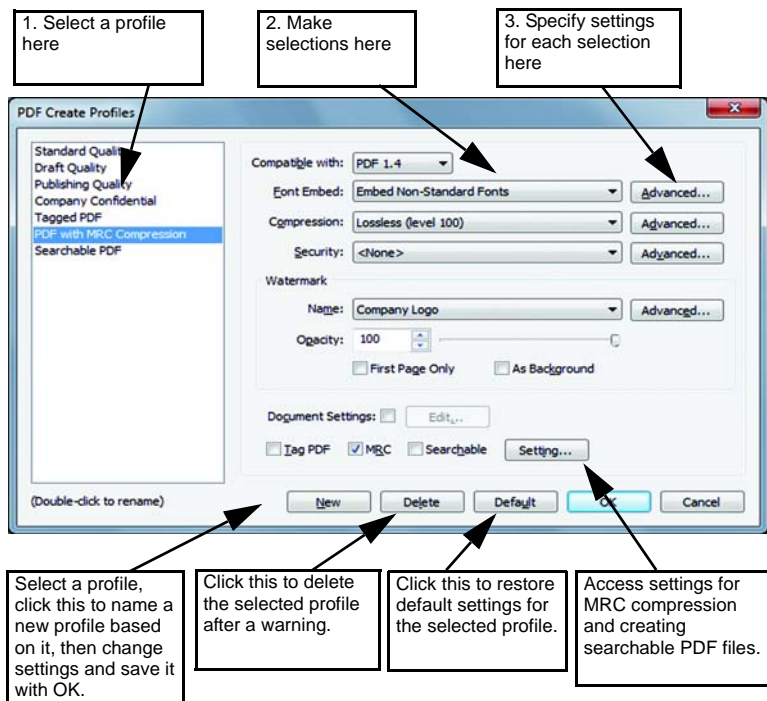 1. Select a profile
here
2. Make
selections here
3. Specify settings
for each selection
here
PDF Create Profiles
Standard Quality
Draft Quality
Publishing Quality
Company Confidential
Tagged PDF
PDF with MRC Compression
Searchable PDF
(Double-click to rename)
Compatible with: PDF 1.4
Font Embed: Embed Non-Standard Fonts Advanced...
Compression: Lossless (level 100) Advanced...
Security: <None> Advanced...
Watermark
Name: Company Logo Advanced...
Opacity: 100
First Page Only As Background
Document Settings: Edit...
Tag PDF MRC Searchable Setting...
New Delete Default OK Cancel
Select a profile,
click this to name a
new profile based
on it, then change
settings and save it
with OK.
Click this to delete
the selected profile
after a warning.
Click this to restore
default settings for
the selected profile.
Access settings for
MRC compression
and creating
searchable PDF files.